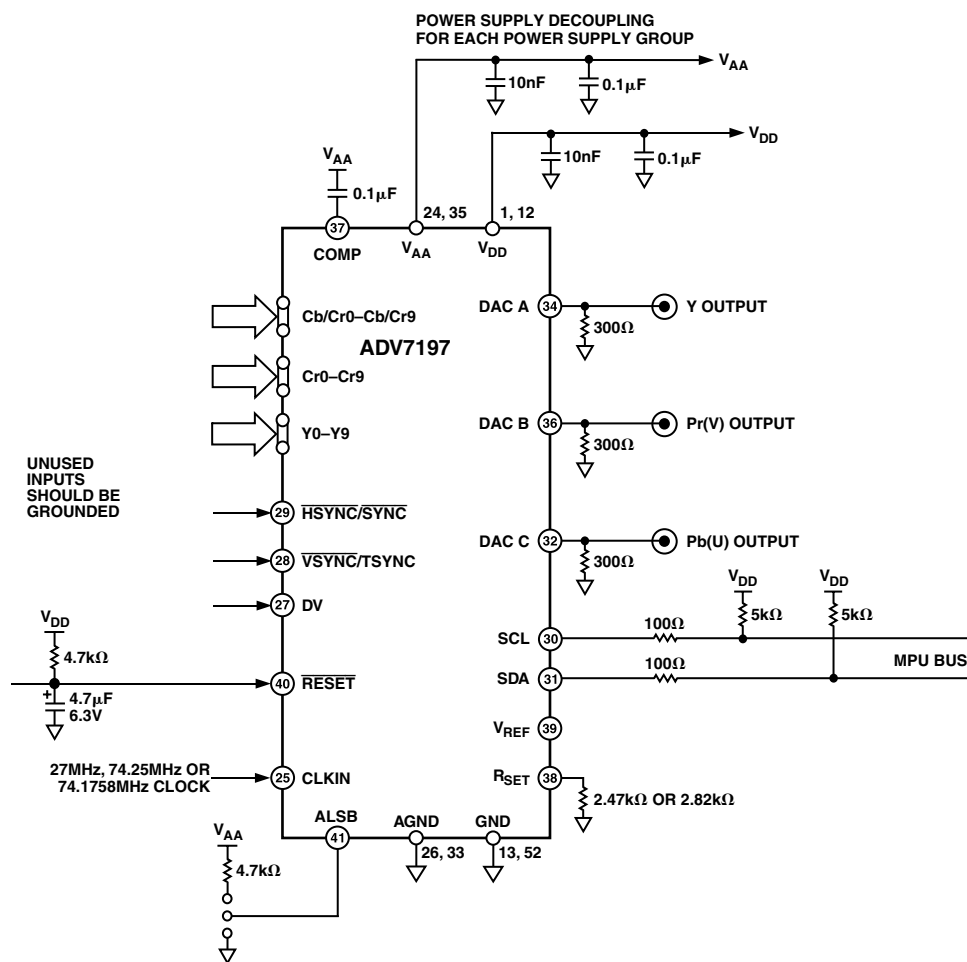 POWER SUPPLY DECOUPLING
FOR EACH POWER SUPPLY GROUP
VAA
10nF
0.1µF
VDD
10nF
0.1µF
VAA
0.1µF
24, 35
1, 12
37
COMP
VAA
VDD
Cb/Cr0–Cb/Cr9
ADV7197
Cr0–Cr9
Y0–Y9
DAC A
34
Y OUTPUT
300Ω
DAC B
36
Pr(V) OUTPUT
300Ω
UNUSED
INPUTS
SHOULD BE
GROUNDED
29
HSYNC/SYNC
28
VSYNC/TSYNC
27
DV
DAC C
32
Pb(U) OUTPUT
300Ω
VDD
5kΩ
VDD
5kΩ
SCL
30
100Ω
SDA
31
100Ω
MPU BUS
VDD
4.7kΩ
40
RESET
+
4.7µF
6.3V
VREF
39
27MHz, 74.25MHz OR
74.1758MHz CLOCK
25
CLKIN
RSET
38
2.47kΩ OR 2.82kΩ
ALSB
41
AGND
26, 33
GND
13, 52
VAA
4.7kΩ